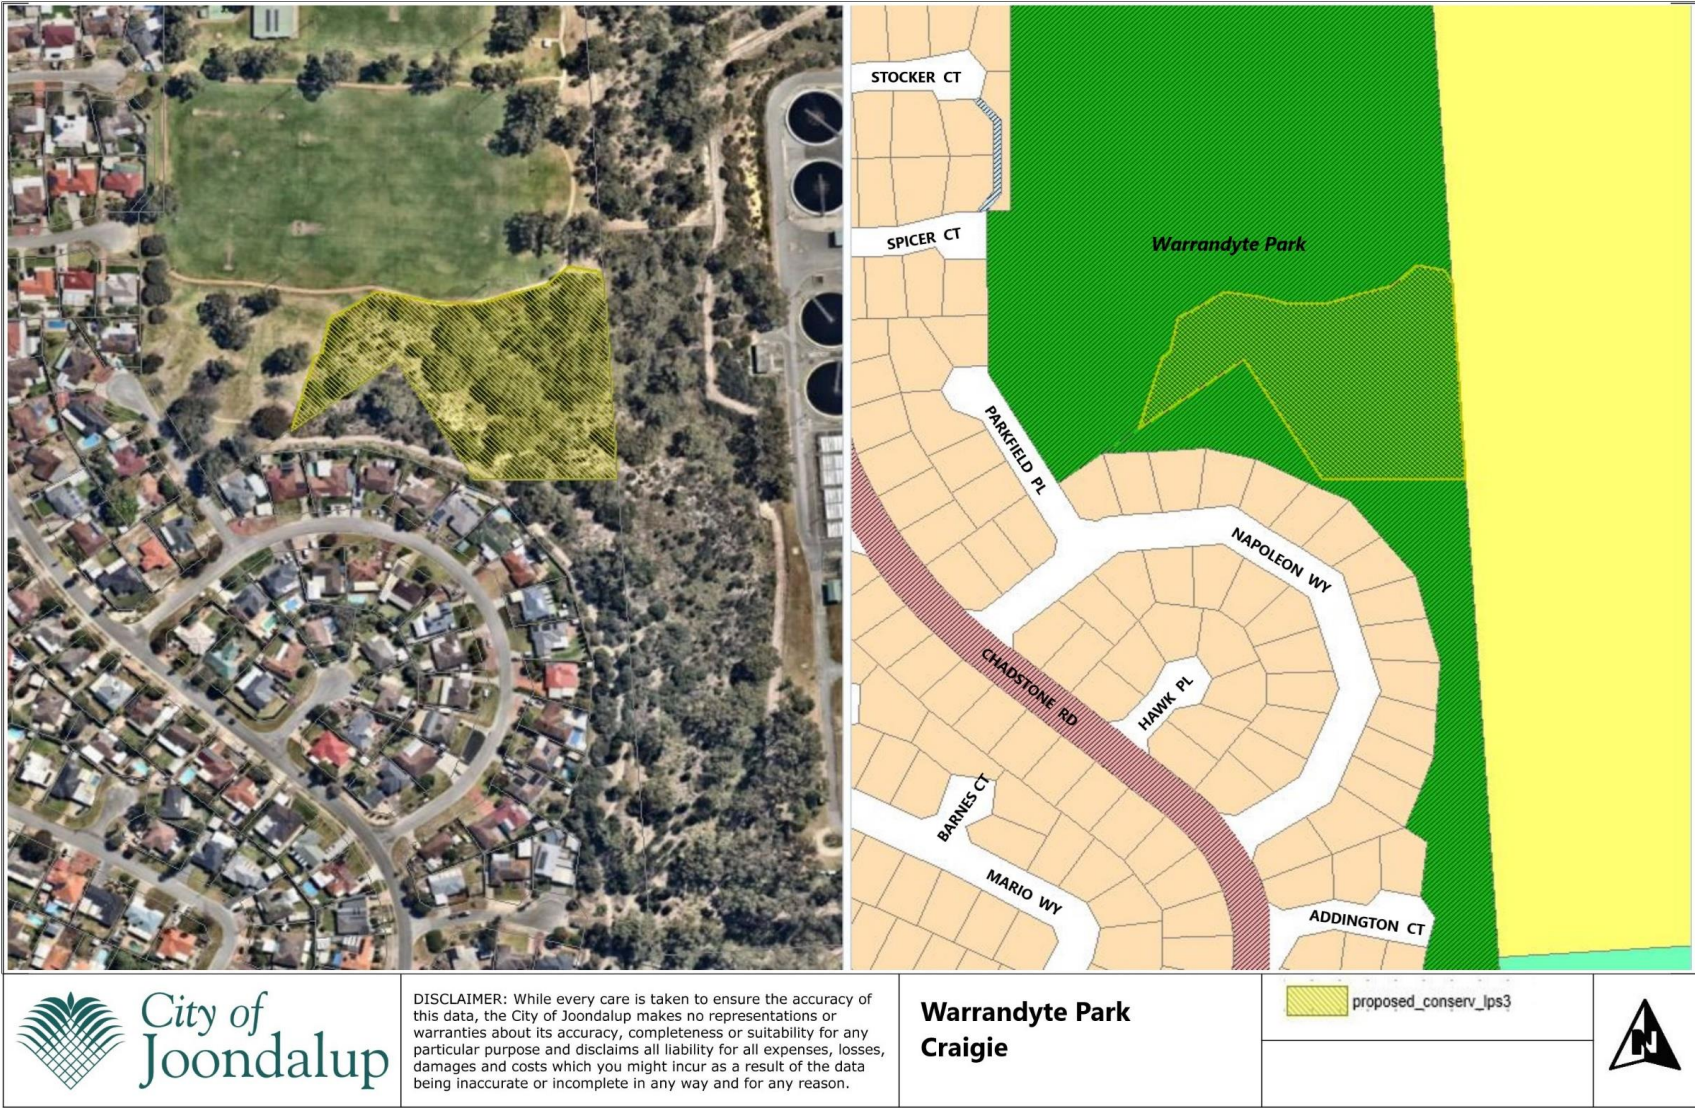 STOCKER CT
SPICER CT
Warrandyte Park
PARKFIELD PL
NAPOLEON WY
CHADSTONE RD
HAWK PL
BARNES CT
MARIO WY
ADDINGTON CT
City of
Joondalup
DISCLAIMER: While every care is taken to ensure the accuracy of
this data, the City of Joondalup makes no representations or
warranties about its accuracy, completeness or suitability for any
particular purpose and disclaims all liability for all expenses, losses,
damages and costs which you might incur as a result of the data
being inaccurate or incomplete in any way and for any reason.
Warrandyte Park
Craigie
proposed_conserv_lps3
N